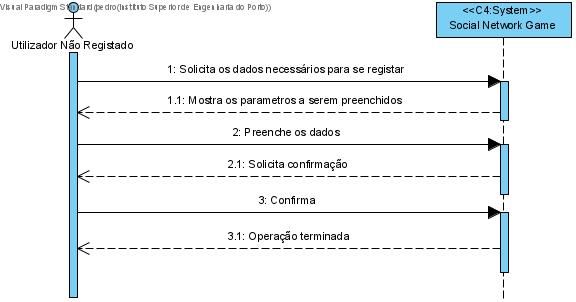 Visual Paradigm Standard(pedro(Instituto Superior de Engenharia do Porto))
<<C4:System>>
Social Network Game
Utilizador Não Registado
1: Solicita os dados necessários para se registar
1.1: Mostra os parametros a serem preenchidos
2: Preenche os dados
2.1: Solicita confirmação
3: Confirma
3.1: Operação terminada